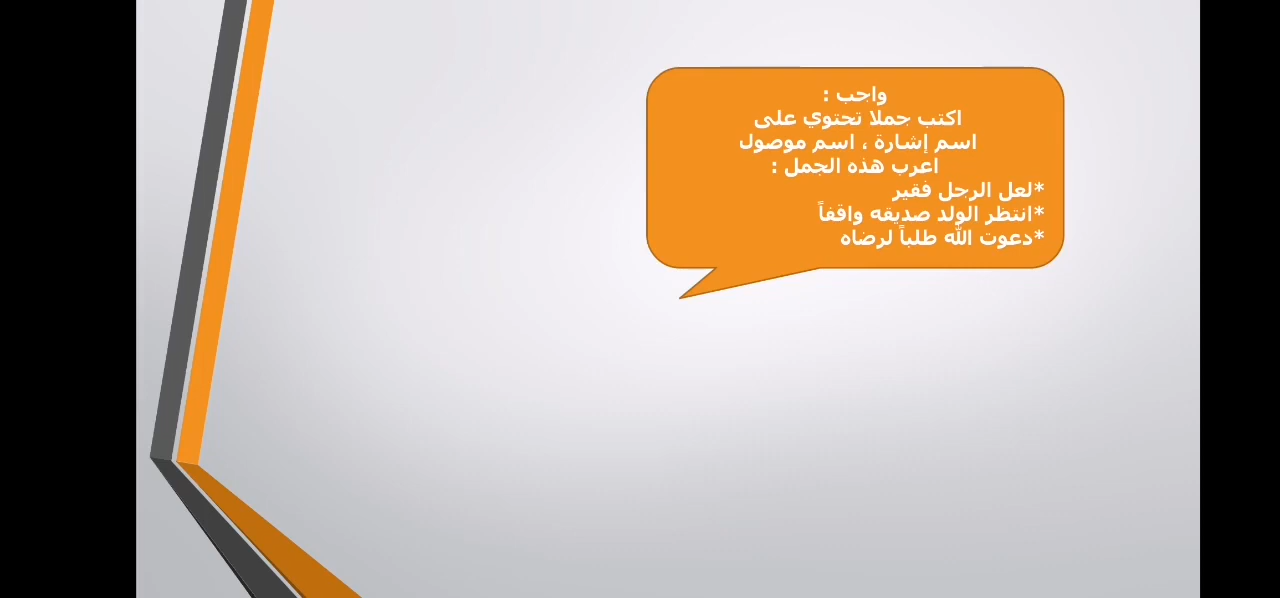 واجب :
اكتب جملا تحتوي على
اسم إشارة ، اسم موصول
اعرب هذه الجمل :
*لعل الرجل فقير
*انتظر الولد صديقه واقفاً
*دعوت الله طلباً لرضاه